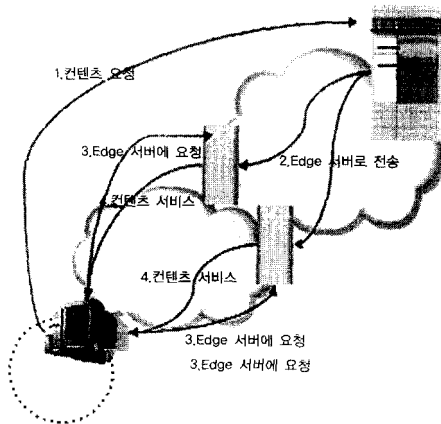 1.컨텐츠 요청
3.Edge 서버에 요청
2.Edge 서버로 전송
컨텐츠 서비스
4.컨텐츠 서비스
3.Edge 서버에 요청
3.Edge 서버에 요청